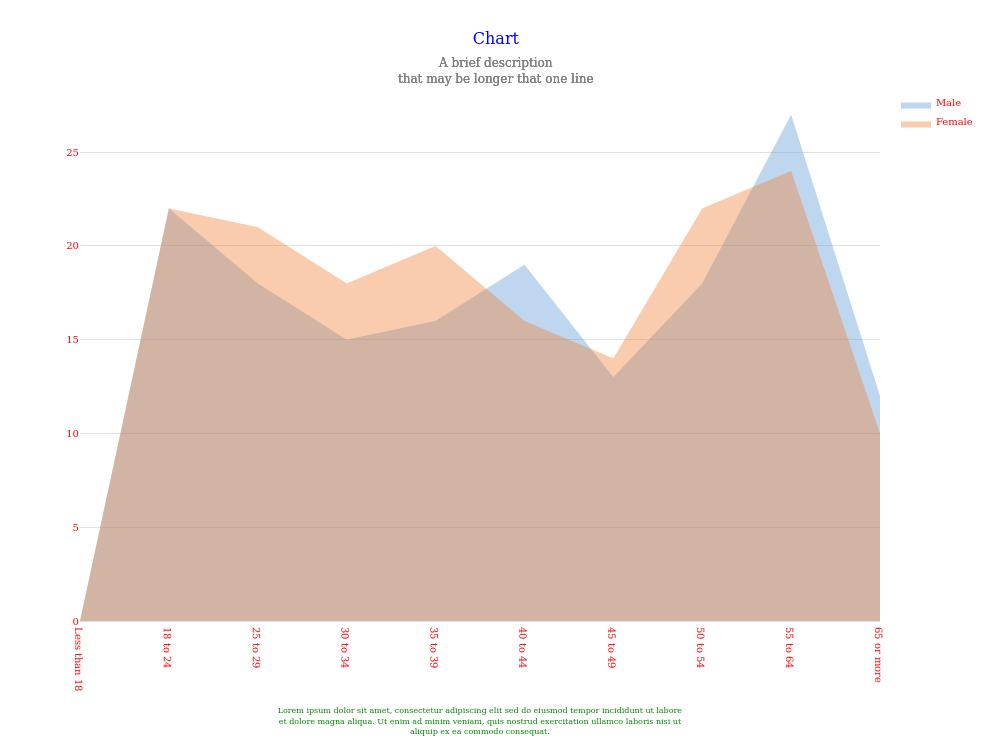 Chart
A brief description
that may be longer that one line
Male
Female
25
20
15
10
5
0
Less than 18
18 to 24
25 to 29
30 to 34
35 to 39
40 to 44
45 to 49
50 to 54
55 to 64
65 or more
Lorem ipsum dolor sit amet, consectetur adipiscing elit sed do eiusmod tempor incididunt ut labore
et dolore magna aliqua. Ut enim ad minim veniam, quis nostrud exercitation ullamco laboris nisi ut
aliquip ex ea commodo consequat.